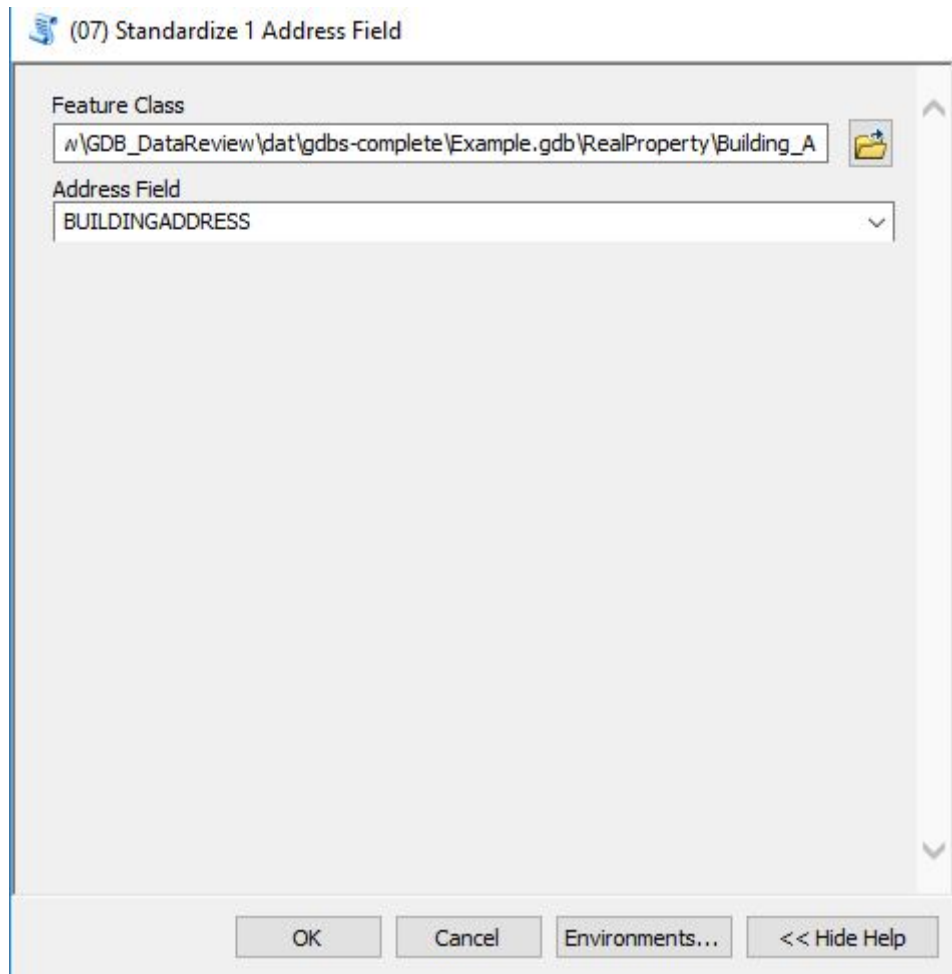 (07) Standardize 1 Address Field
Feature Class
\GDB_DataReview\dat\gdbs-complete\Example.gdb\RealProperty\Building_A
Address Field
BUILDINGADDRESS
OK Cancel Environments... << Hide Help